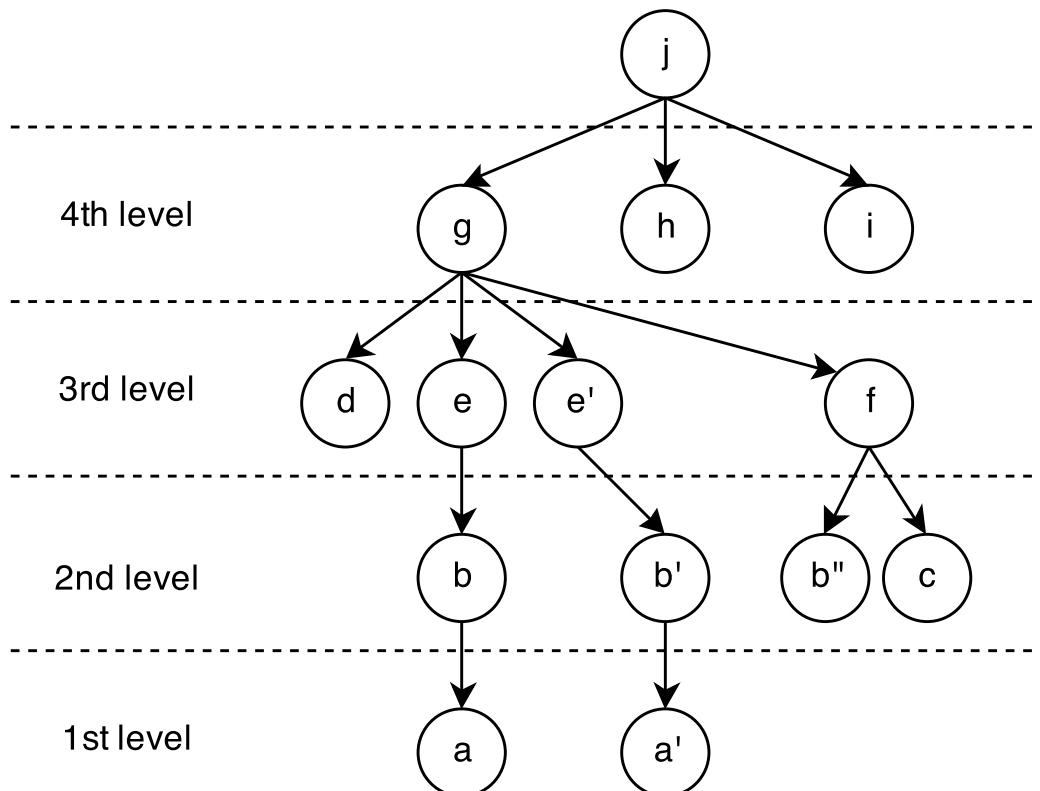 j
4th level
g h i
3rd level
d e e' f
2nd level
b b' b" c
1st level
a a'